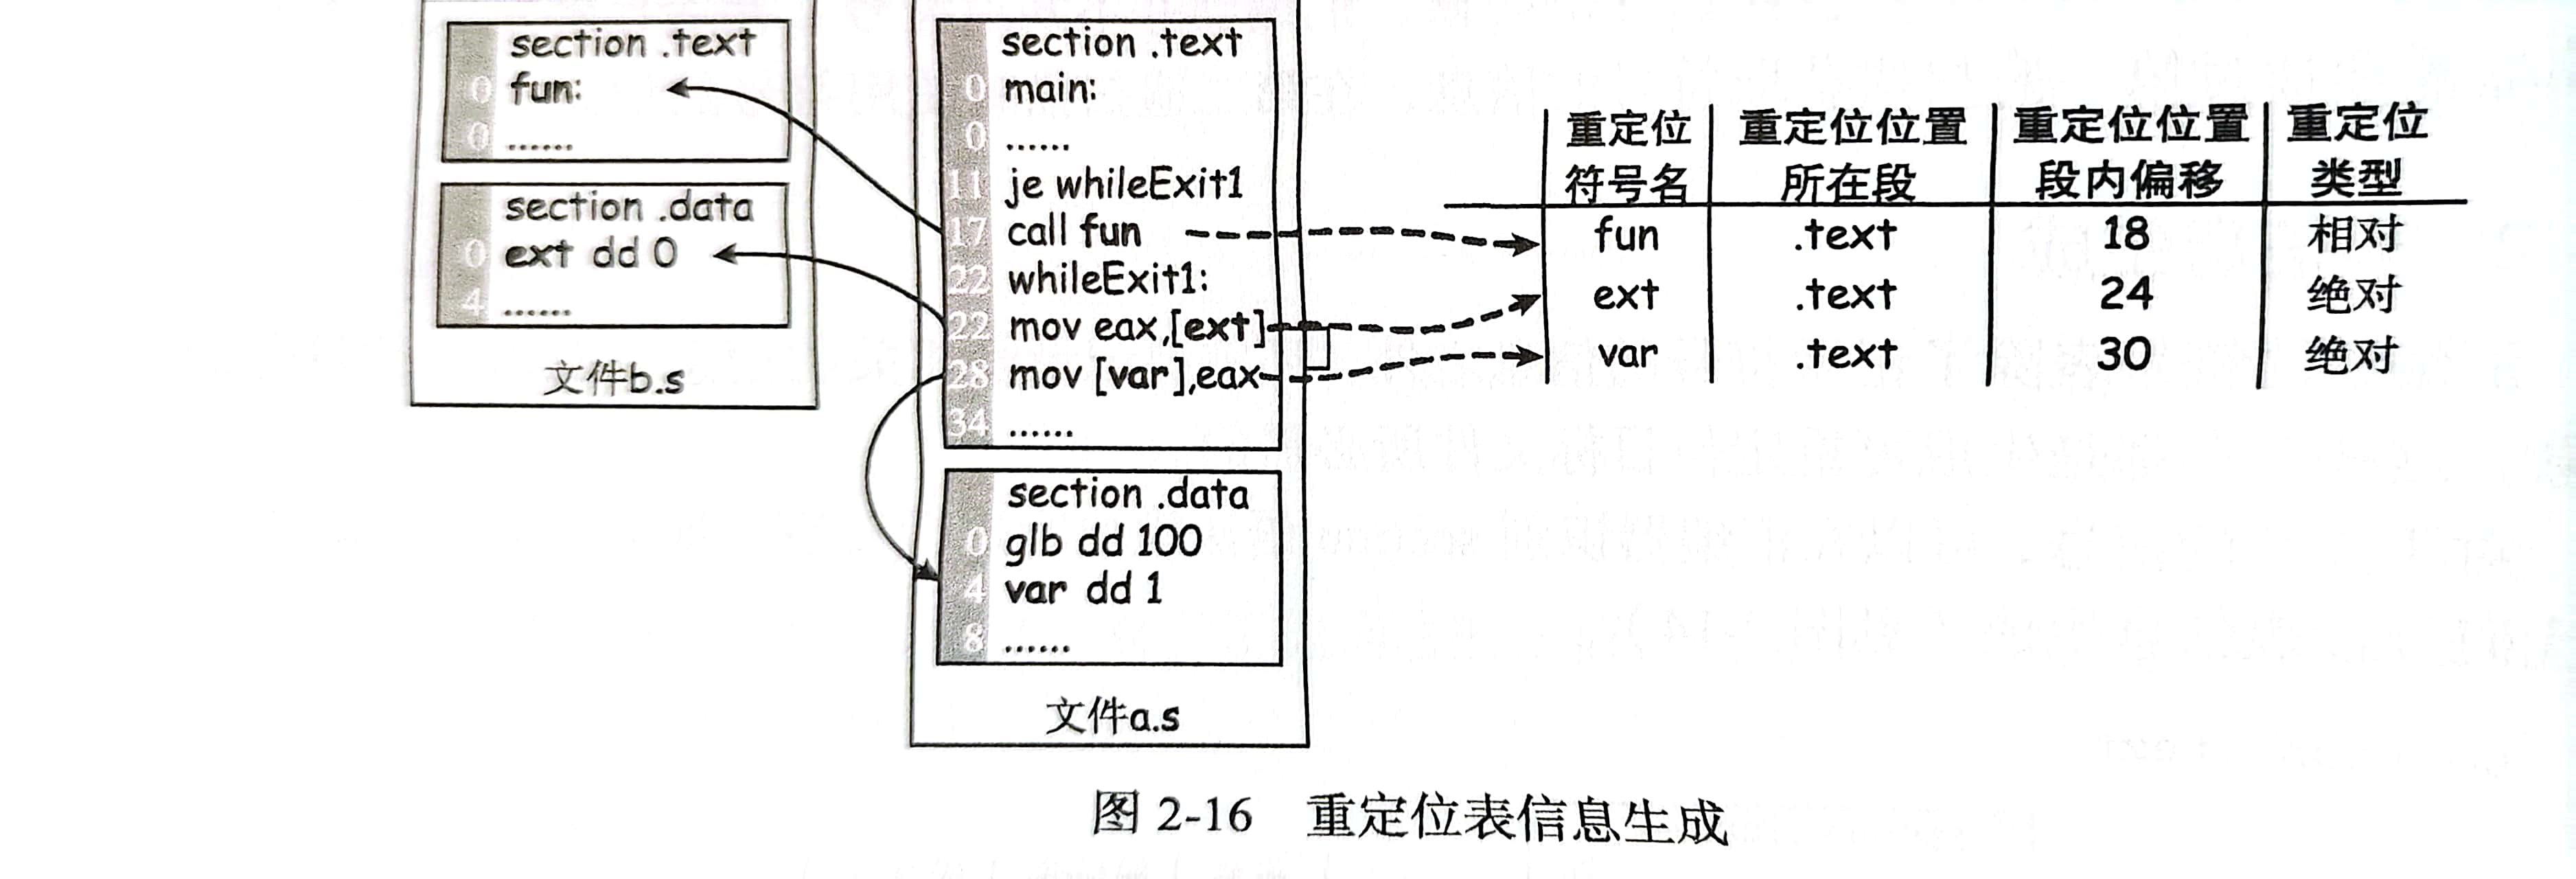 section .text
0 fun:
0 ......
section .data
0 ext dd 0
4 ......
文件b.s
section .text
0 main:
0 ......
11 je whileExit1
17 call fun
22 whileExit1:
22 mov eax,[ext]
28 mov [var],eax
34 ......
section .data
0 glb dd 100
4 var dd 1
8 ......
文件a.s
重定位 重定位位置 重定位位置 重定位
符号名 所在段 段内偏移 类型
fun .text 18 相对
ext .text 24 绝对
var .text 30 绝对
图 2-16 重定位表信息生成